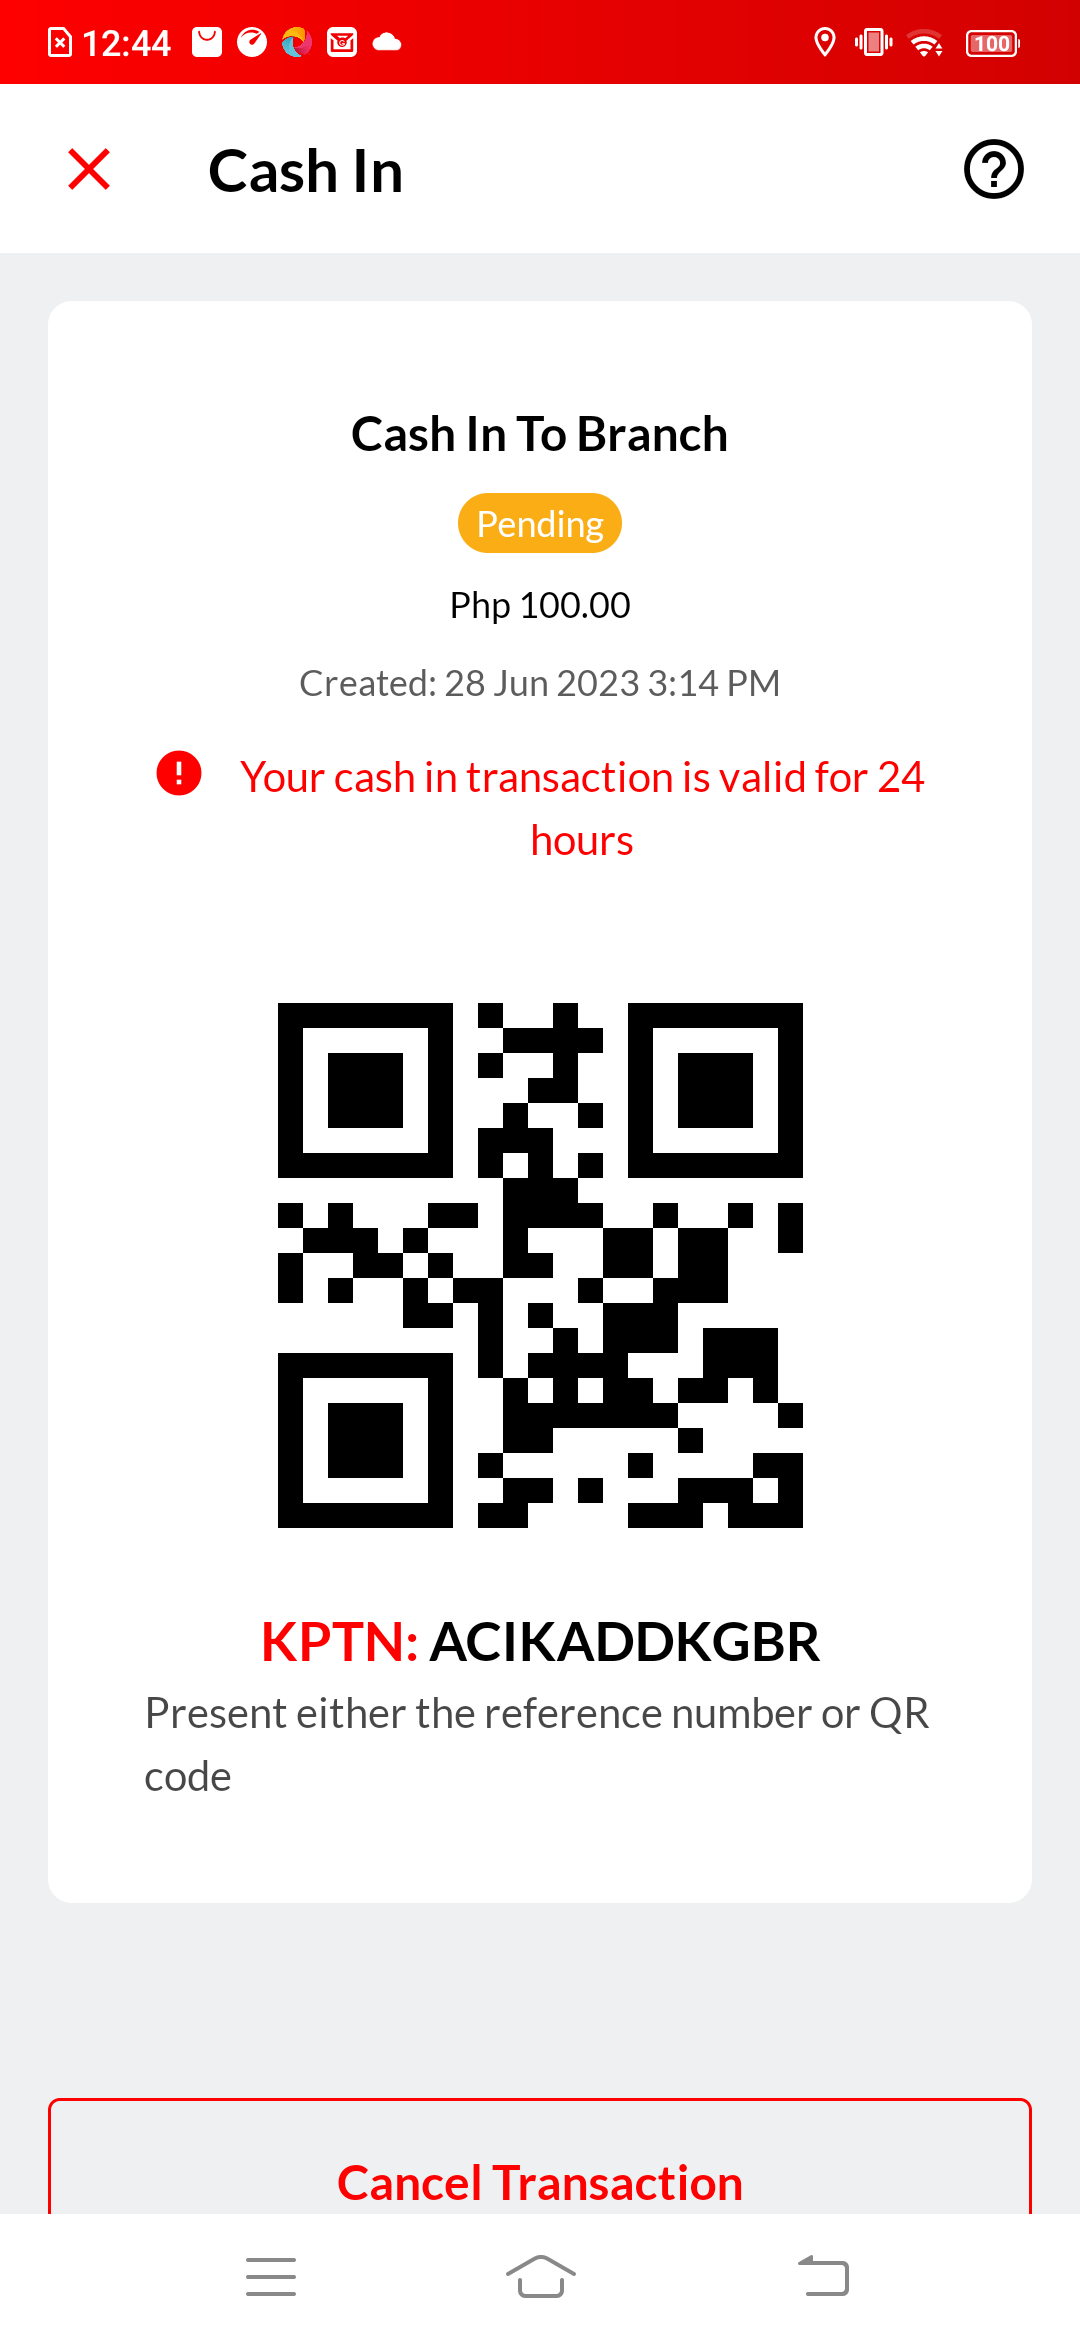 12:44
100
Cash In
Cash In To Branch
Pending
Php 100.00
Created: 28 Jun 2023 3:14 PM
Your cash in transaction is valid for 24
hours
KPTN: ACIKADDKGBR
Present either the reference number or QR
code
Cancel Transaction